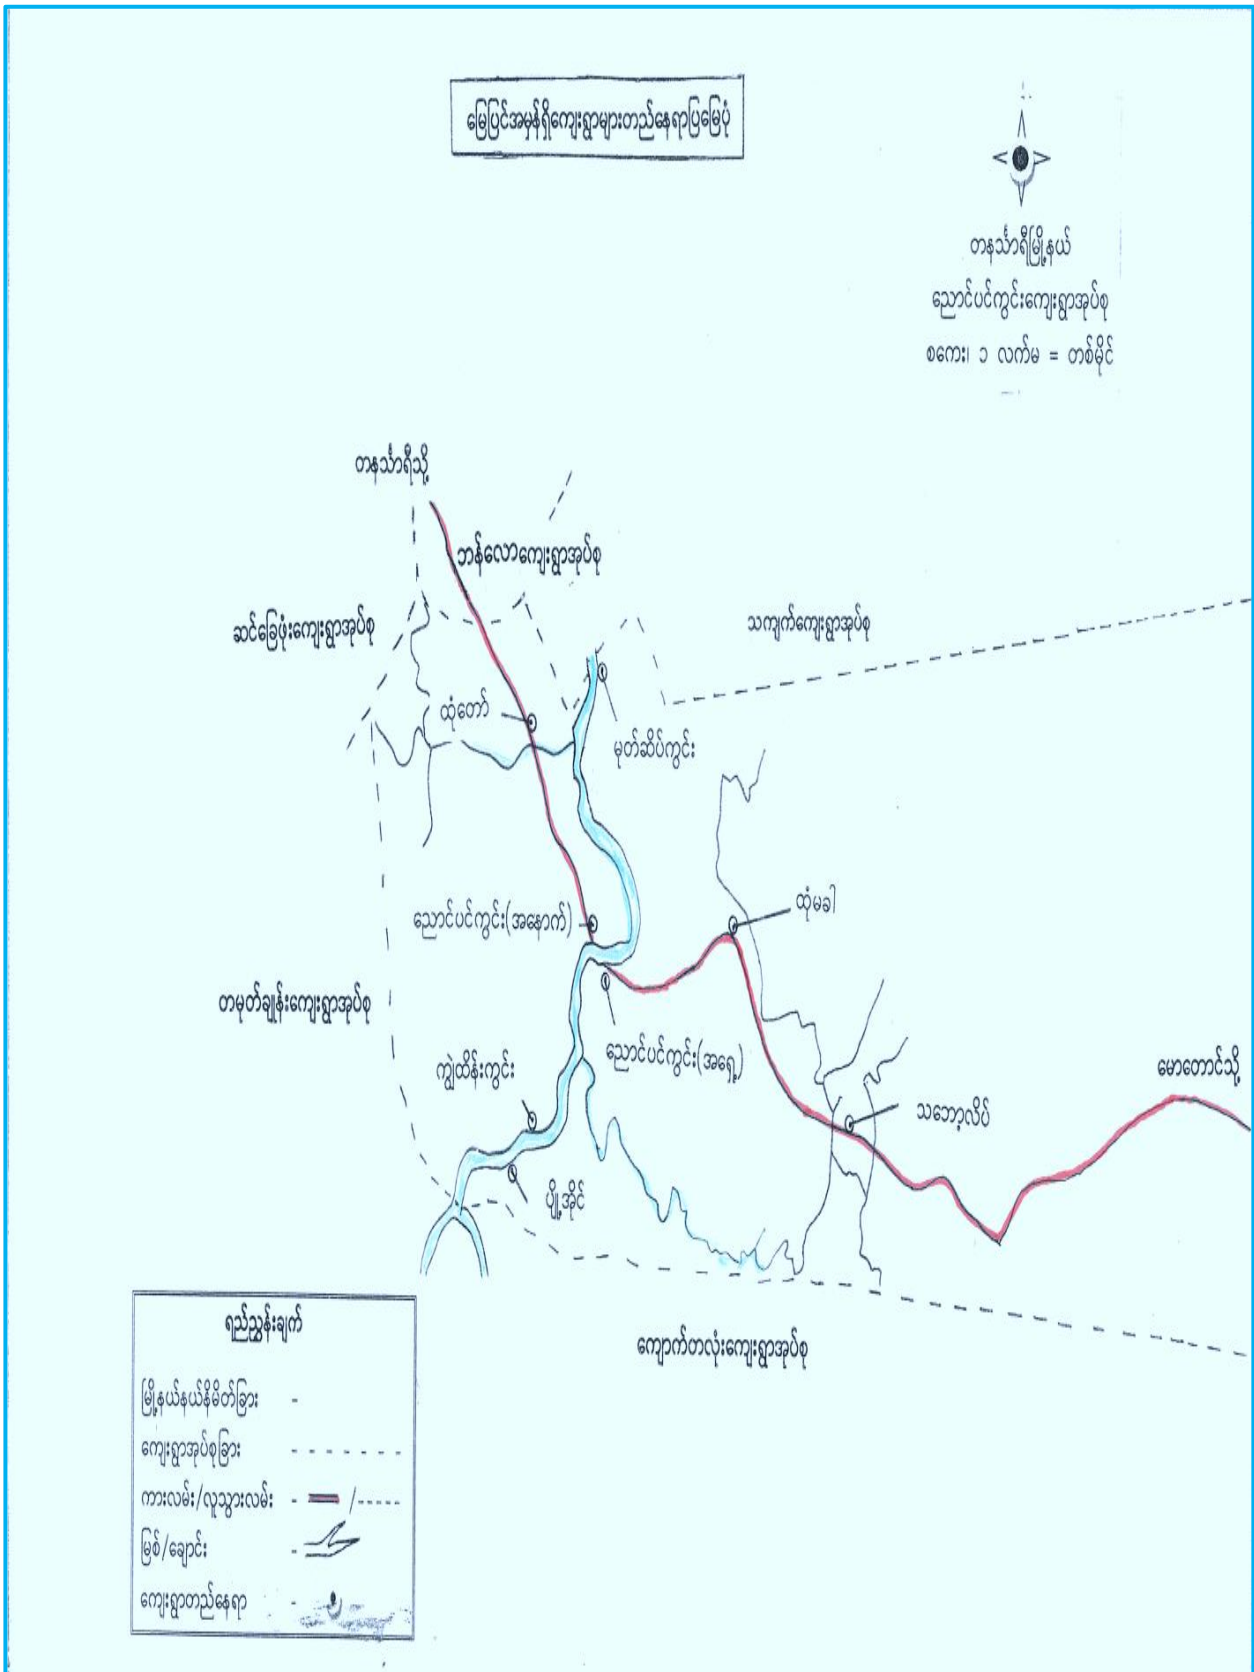 မြေပြင်အမှန်ရှိကျေးရွာများတည်နေရာပြမြေပုံ
တနင်္သာရီမြို့နယ်
ညောင်ပင်ကွင်းကျေးရွာအုပ်စု
စကေး၊ ၁ လက်မ = တစ်မိုင်
တနင်္သာရီသို့
ဘန်လောကျေးရွာအုပ်စု
ဆင်ခြေဖုံးကျေးရွာအုပ်စု
သကျက်ကျေးရွာအုပ်စု
ထုံတော်
မုတ်ဆိပ်ကွင်း
ထုံမခါ
ညောင်ပင်ကွင်း(အနောက်)
တမုတ်ချုန်းကျေးရွာအုပ်စု
ညောင်ပင်ကွင်း(အရှေ့)
ကျွဲထိန်းကွင်း
မောတောင်သို့
သဘော့လိပ်
ပျို့အိုင်
ကျောက်တလုံးကျေးရွာအုပ်စု
ရည်ညွှန်းချက်
မြို့နယ်နယ်နိမိတ်ခြား -
ကျေးရွာအုပ်စုခြား -
ကားလမ်း/လူသွားလမ်း - /
မြစ်/ချောင်း -
ကျေးရွာတည်နေရာ -